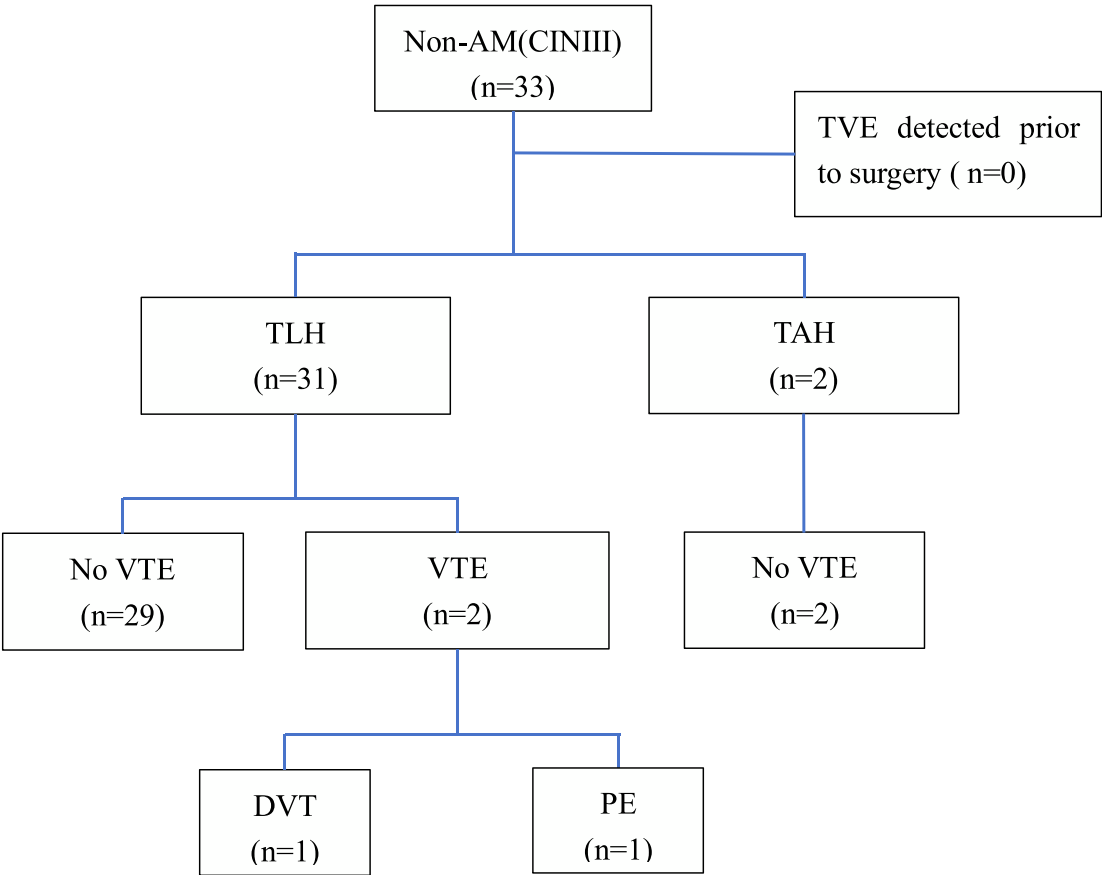 Non-AM(CINIII)
(n=33)
TVE detected prior
to surgery ( n=0)
TLH
(n=31)
TAH
(n=2)
No VTE
(n=29)
VTE
(n=2)
No VTE
(n=2)
DVT
(n=1)
PE
(n=1)